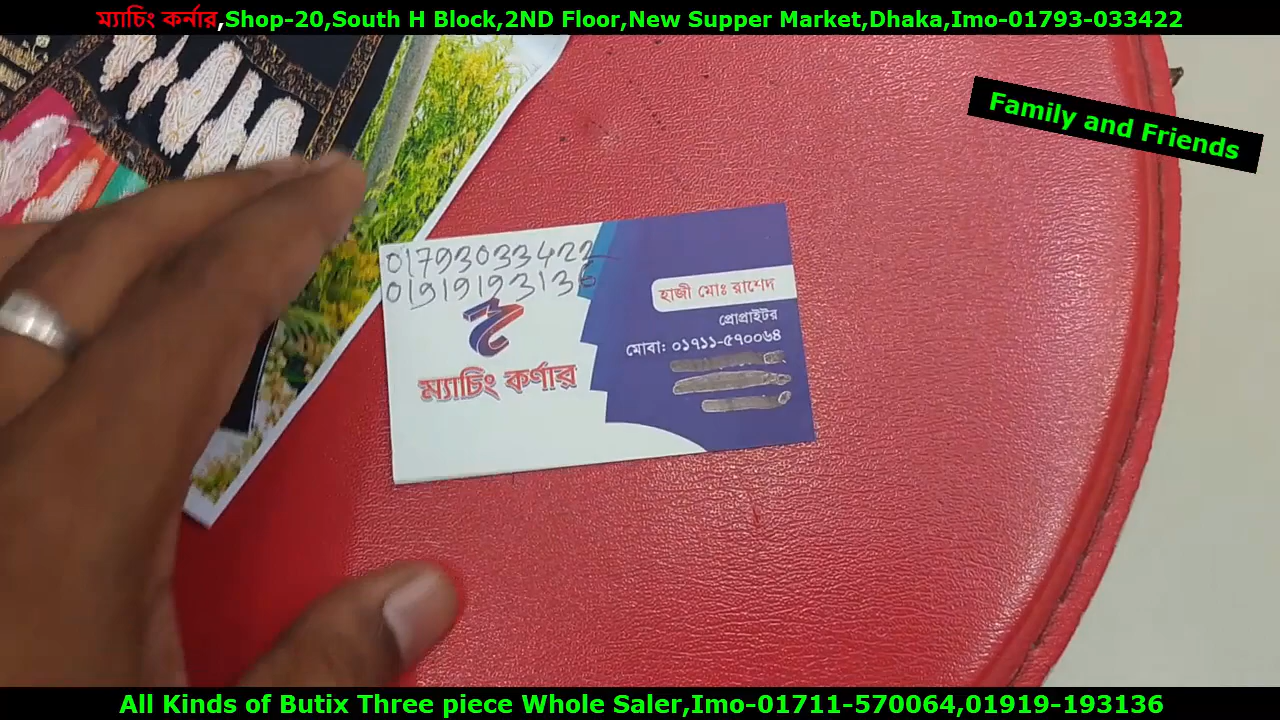 ম্যাচিং কর্নার,Shop-20,South H Block,2ND Floor,New Supper Market,Dhaka,Imo-01793-033422
Family and Friends
01793033422
01919193136
ম্যাচিং কর্ণার
হাজী মোঃ রাশেদ
প্রোপ্রাইটর
মোবা: ০১৭১১-৫৭০০৬৪
All Kinds of Butix Three piece Whole Saler,Imo-01711-570064,01919-193136